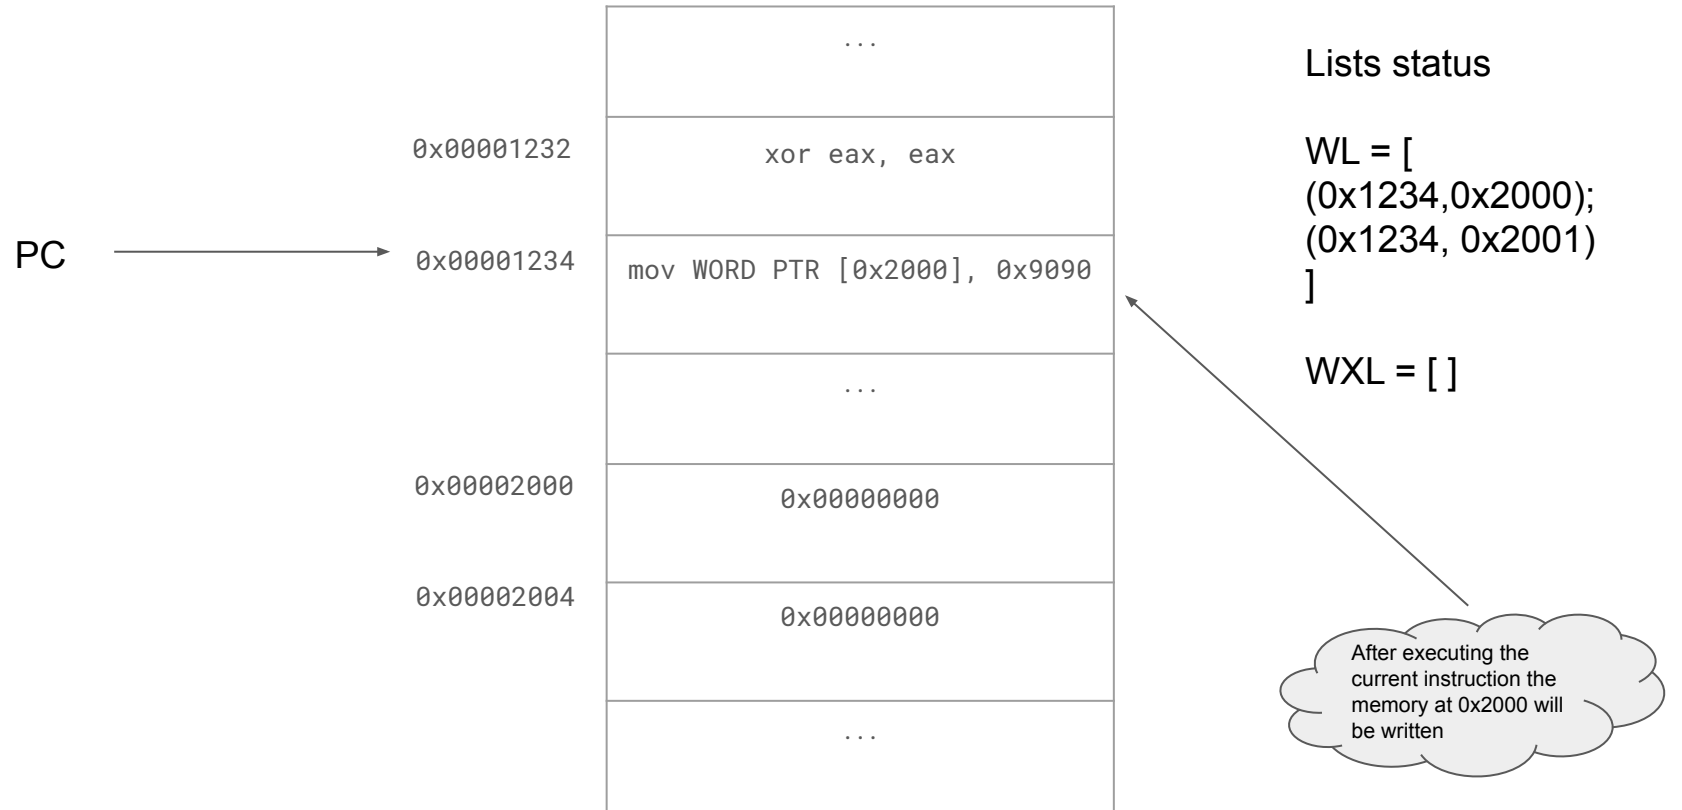 ...
0x00001232
xor eax, eax
PC
0x00001234
mov WORD PTR [0x2000], 0x9090
...
0x00002000
0x00000000
0x00002004
0x00000000
...
Lists status
WL = [
(0x1234,0x2000);
(0x1234, 0x2001)
]
WXL = [ ]
After executing the
current instruction the
memory at 0x2000 will
be written